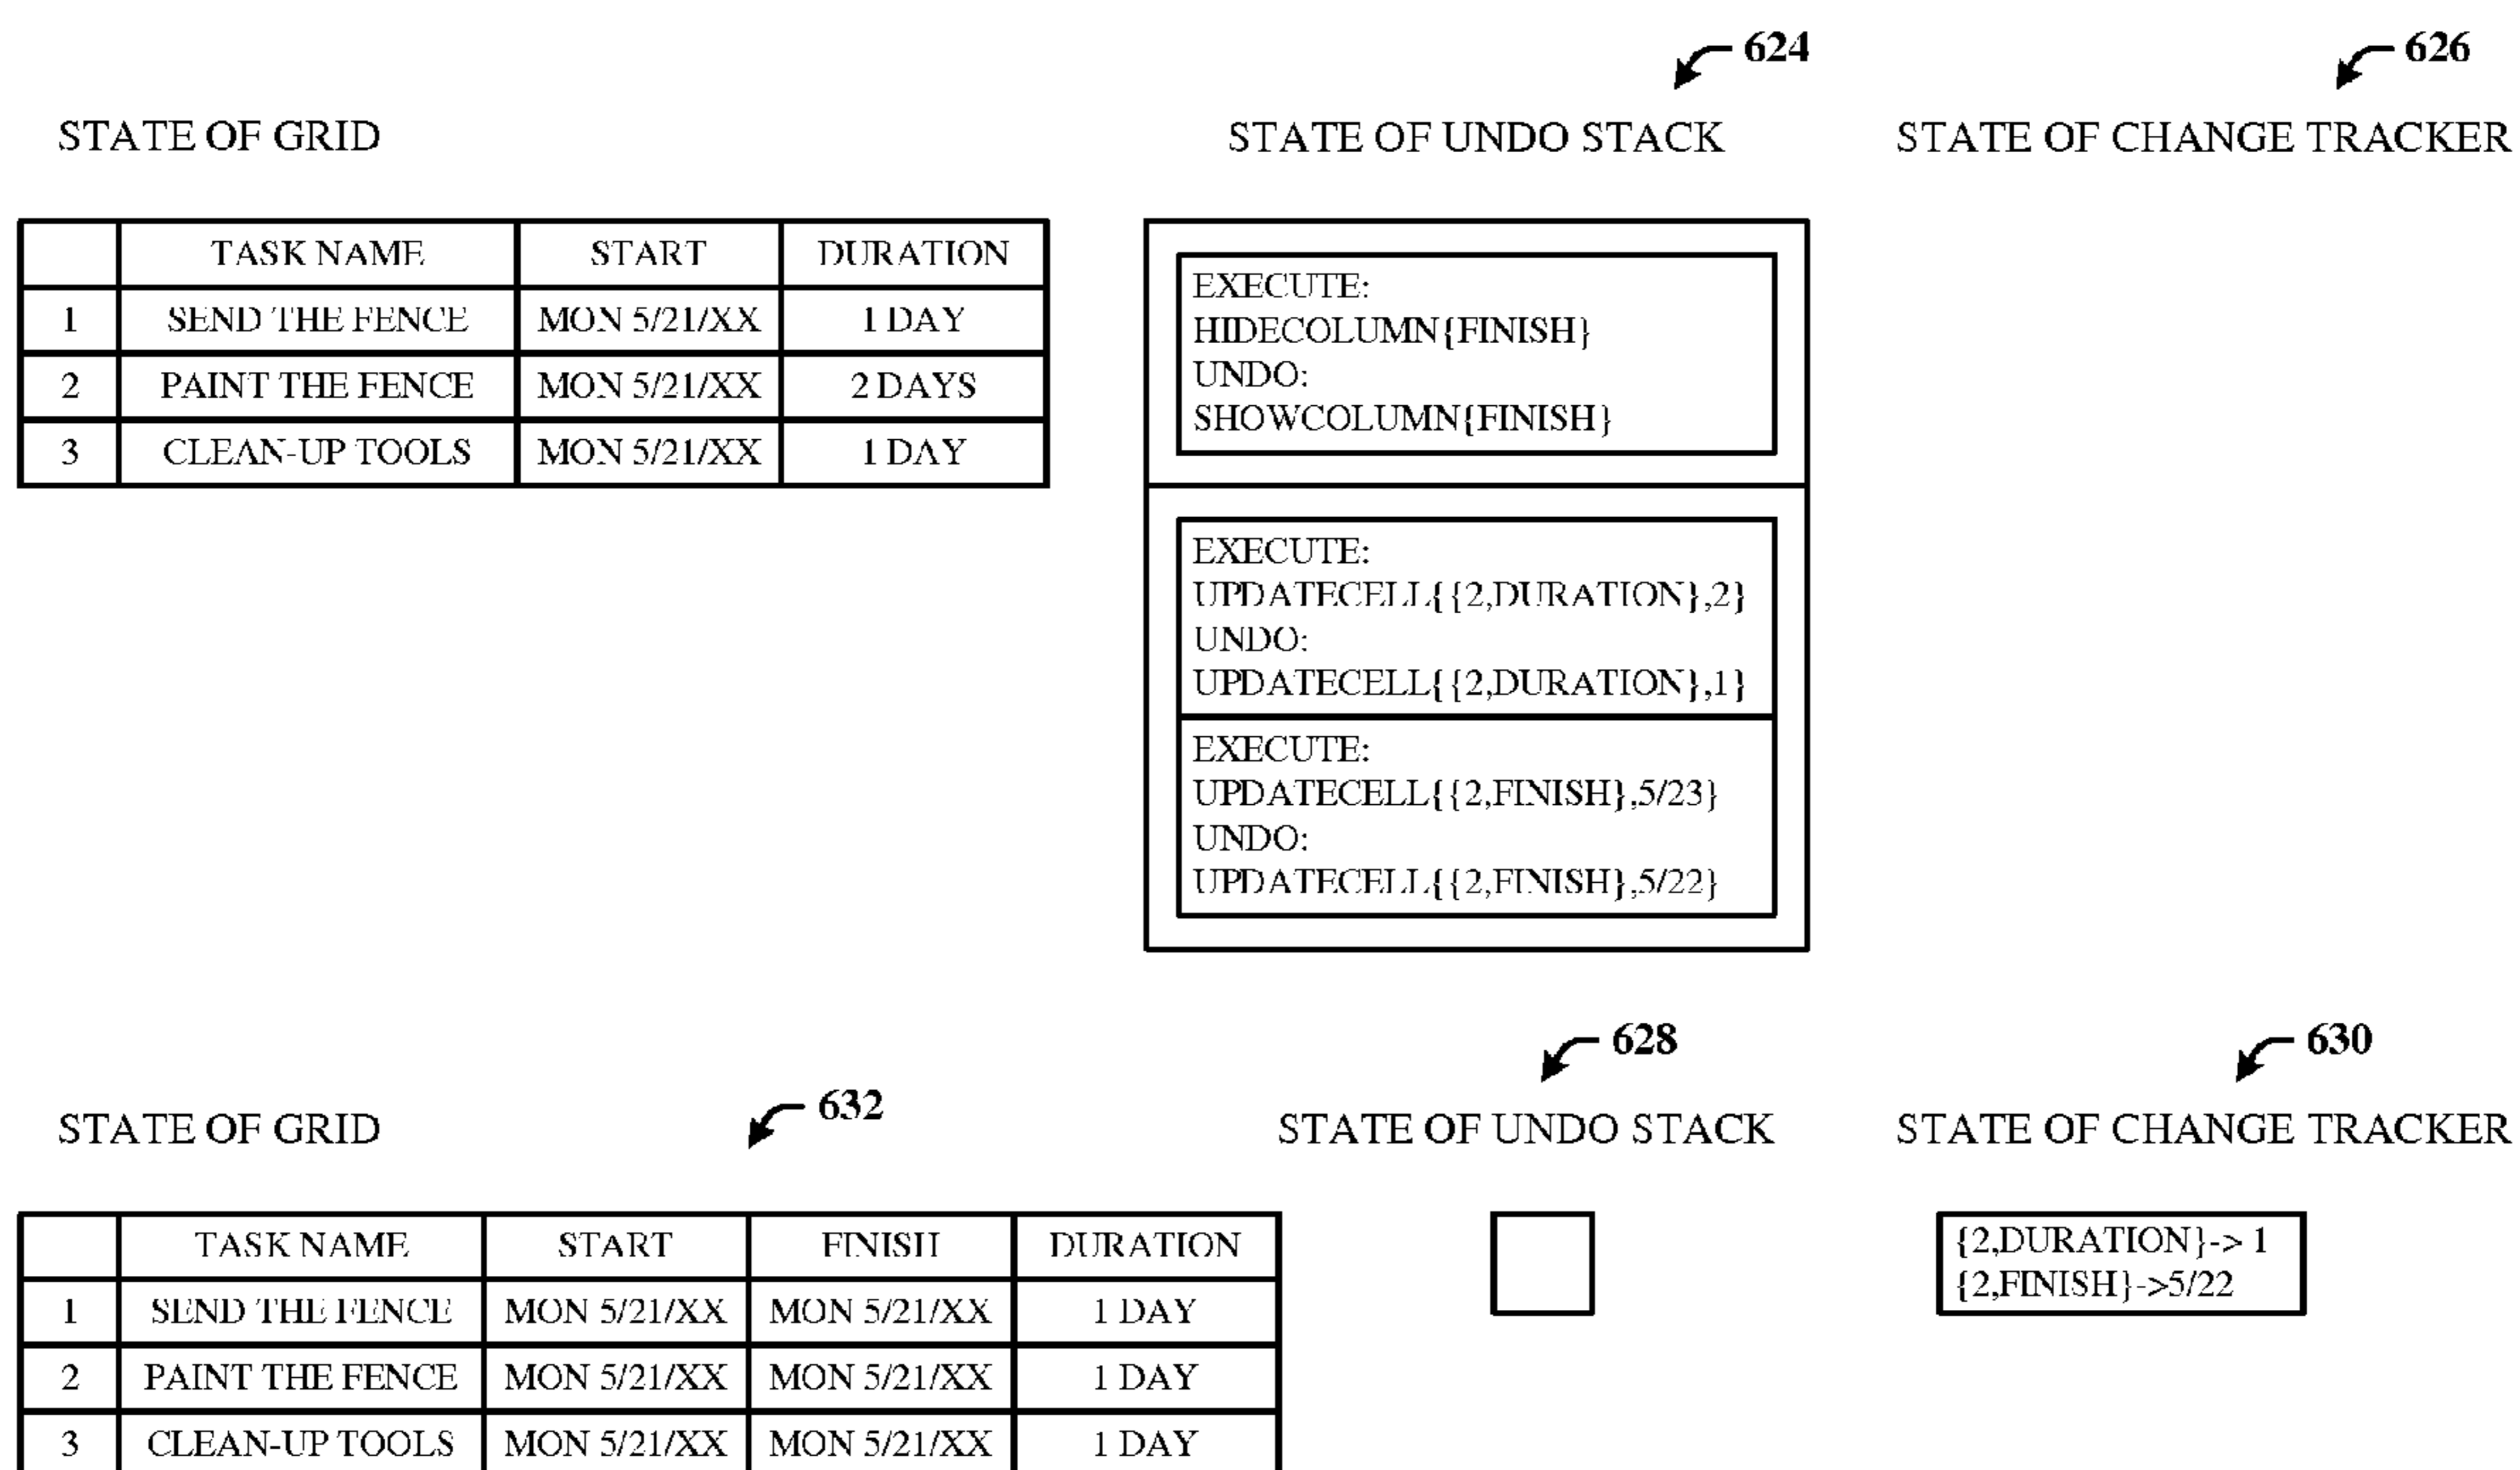 624
626
STATE OF GRID
STATE OF UNDO STACK
STATE OF CHANGE TRACKER
TASK NAME START DURATION
1 SEND THE FENCE MON 5/21/XX 1 DAY
2 PAINT THE FENCE MON 5/21/XX 2 DAYS
3 CLEAN-UP TOOLS MON 5/21/XX 1 DAY
EXECUTE:
HIDECOLUMN{FINISH}
UNDO:
SHOWCOLUMN{FINISH}
EXECUTE:
UPDATECELL{{2,DURATION},2}
UNDO:
UPDATECELL{{2,DURATION},1}
EXECUTE:
UPDATECELL{{2,FINISH},5/23}
UNDO:
UPDATECELL{{2,FINISH},5/22}
628
630
632
STATE OF GRID
STATE OF UNDO STACK
STATE OF CHANGE TRACKER
TASK NAME START FINISH DURATION
1 SEND THE FENCE MON 5/21/XX MON 5/21/XX 1 DAY
2 PAINT THE FENCE MON 5/21/XX MON 5/21/XX 1 DAY
3 CLEAN-UP TOOLS MON 5/21/XX MON 5/21/XX 1 DAY
{2,DURATION}-> 1
{2,FINISH}->5/22